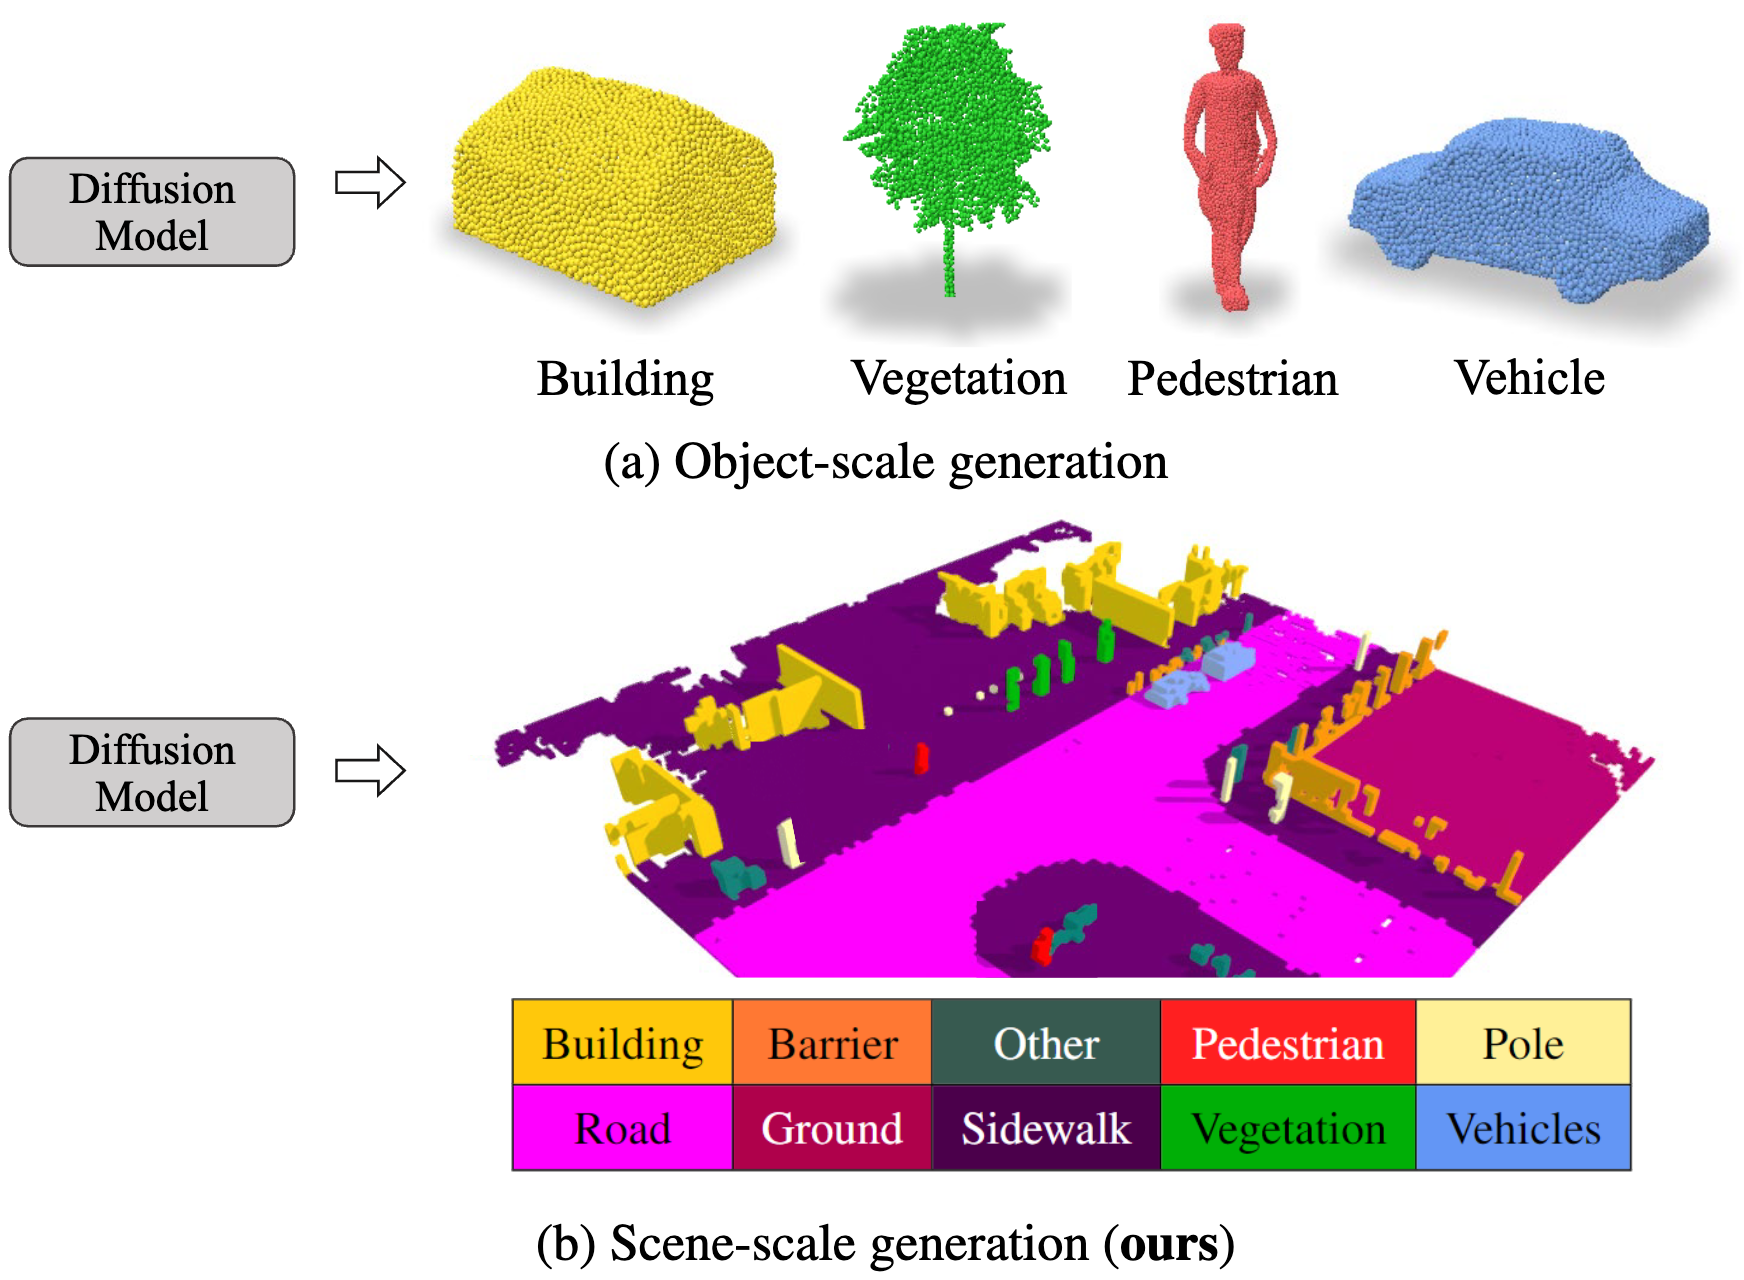 Diffusion
Model
Building Vegetation Pedestrian Vehicle
(a) Object-scale generation
Diffusion
Model
Building Barrier Other Pedestrian Pole
Road Ground Sidewalk Vegetation Vehicles
(b) Scene-scale generation (ours)